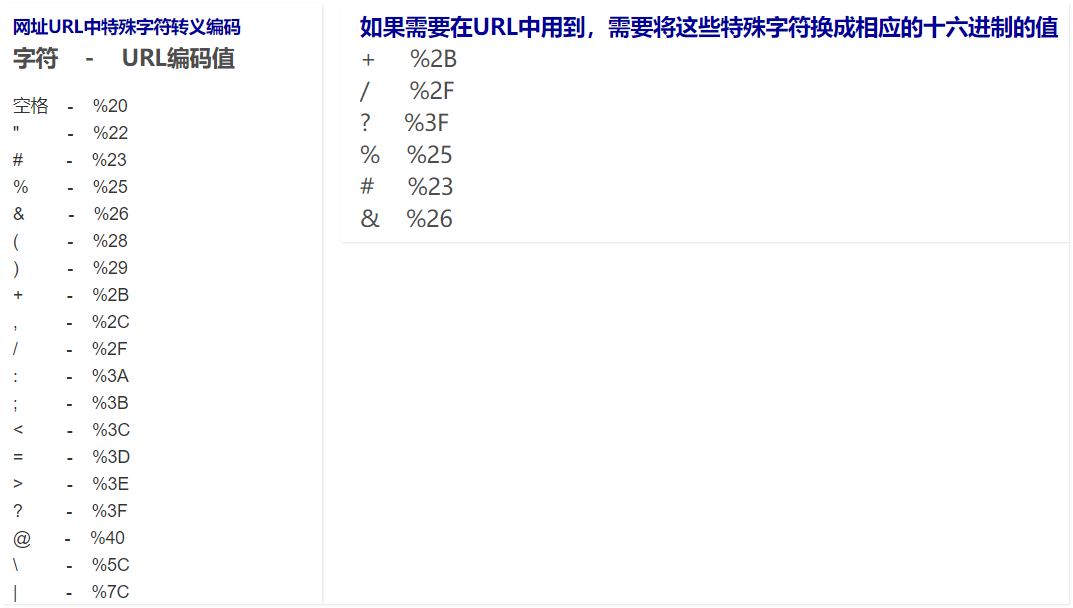 网址URL中特殊字符转义编码
字符 - URL编码值
空格 - %20
" - %22
# - %23
% - %25
& - %26
( - %28
) - %29
+ - %2B
, - %2C
/ - %2F
: - %3A
; - %3B
< - %3C
= - %3D
> - %3E
? - %3F
@ - %40
\ - %5C
| - %7C
如果需要在URL中用到，需要将这些特殊字符换成相应的十六进制的值
+ %2B
/ %2F
? %3F
% %25
# %23
& %26